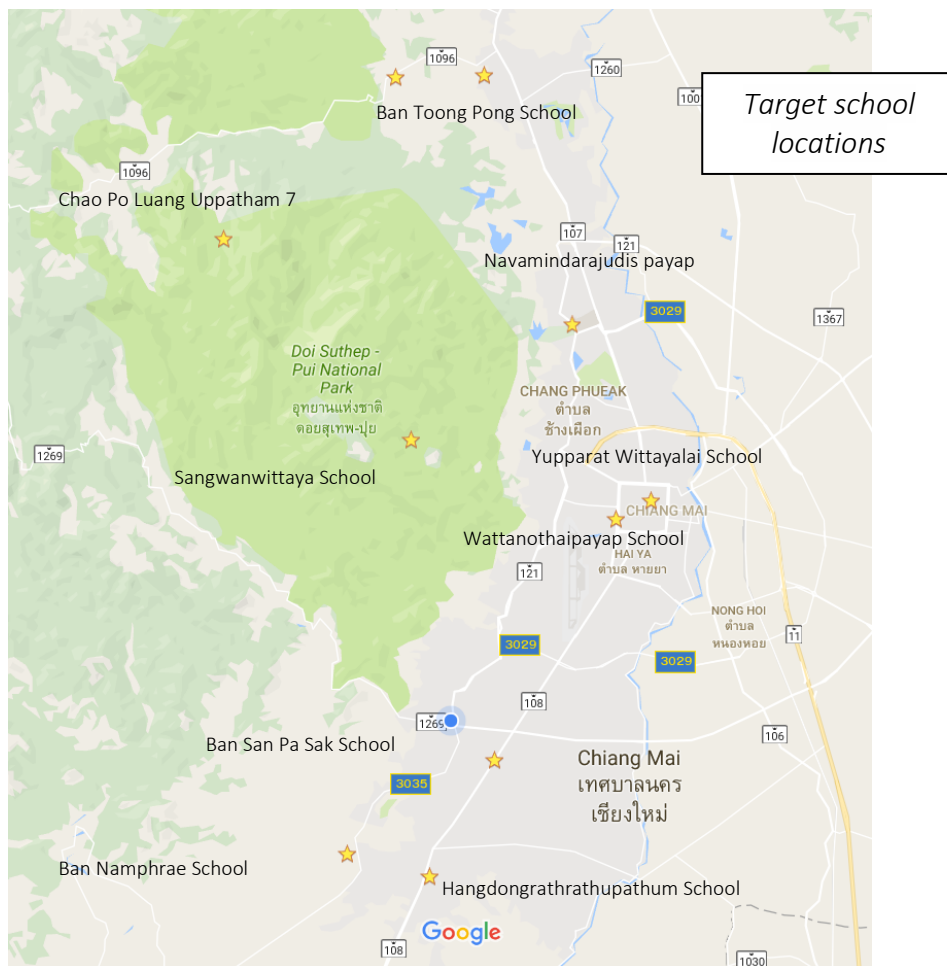 1096
1260
Ban Toong Pong School
100
Target school
locations
1096
Chao Po Luang Uppatham 7
107
121
Navamindarajudis payap
3029
1367
Doi Suthep -
Pui National
Park
อุทยานแห่งชาติ
ดอยสุเทพ-ปุย
CHANG PHUEAK
ตำบล
ช้างเผือก
1269
Sangwanwittaya School
Yupparat Wittayalai School
CHIANG MAI
Wattanothaipayap School
HAI YA
ตำบล หายยา
121
NONG HOI
ตำบล
หนองหอย
11
3029
3029
108
1269
106
Ban San Pa Sak School
Chiang Mai
เทศบาลนคร
เชียงใหม่
3035
Ban Namphrae School
Hangdongrathrathupathum School
Google
108
1030